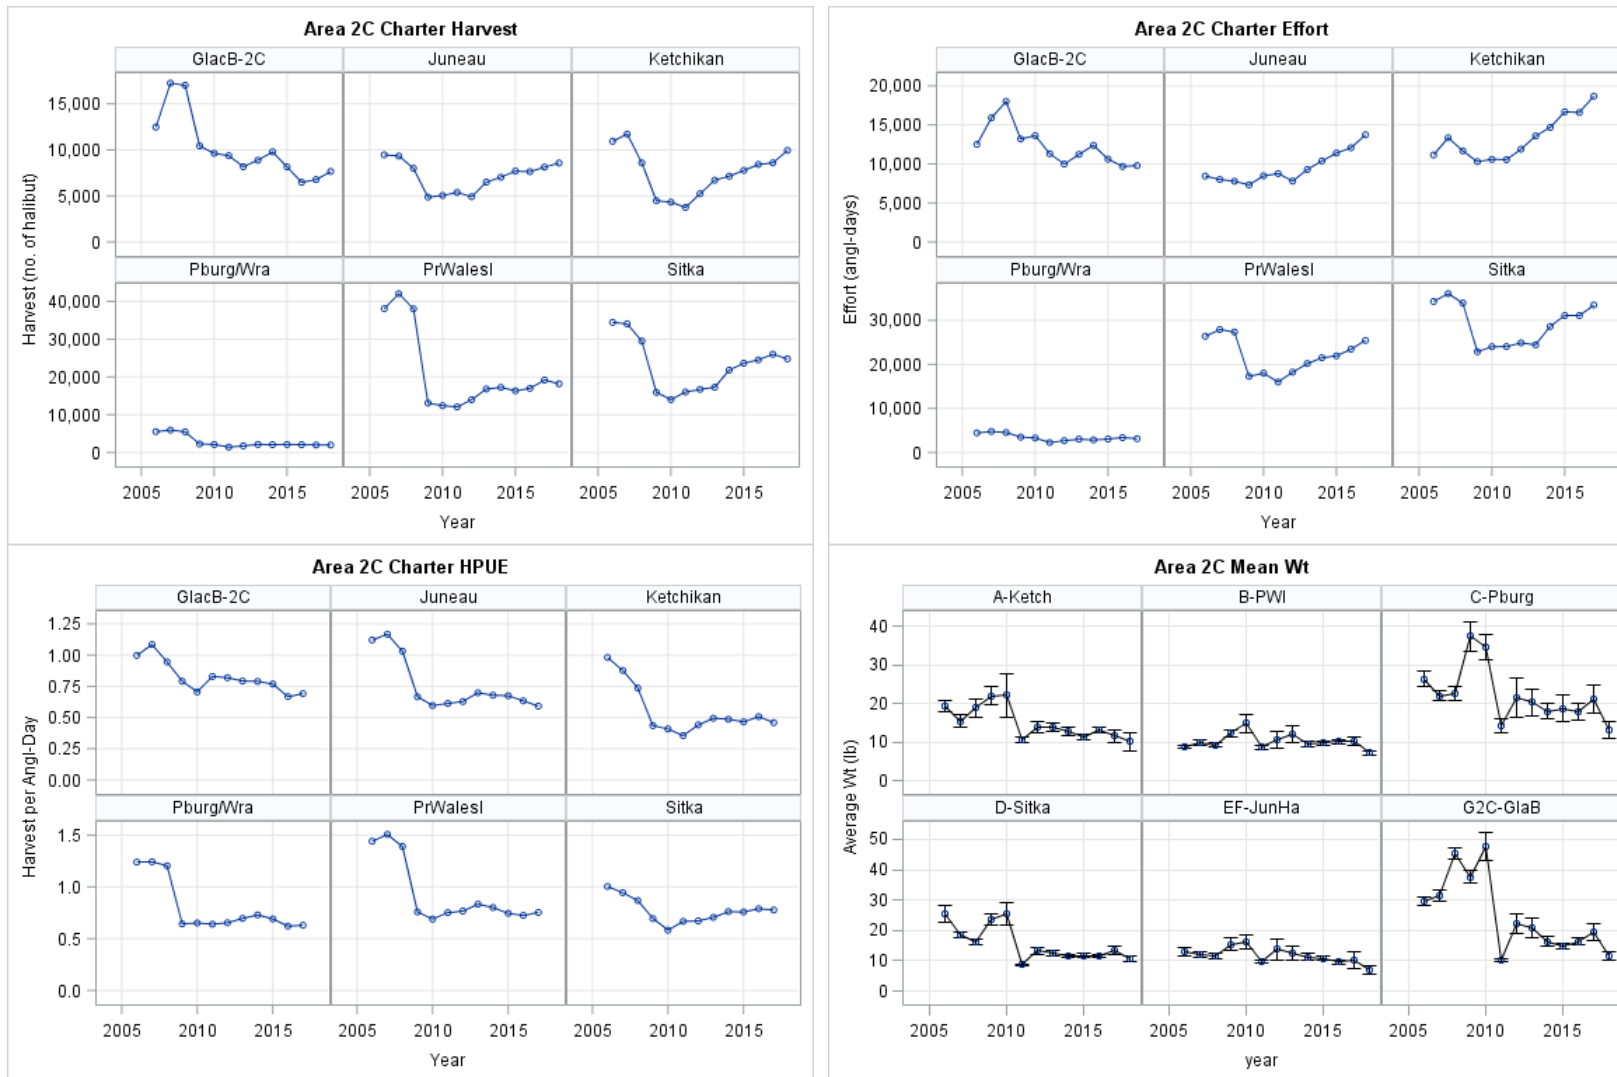 Area 2C Charter Harvest
GlacB-2C Juneau Ketchikan
15,000
10,000
5,000
0
Harvest (no. of halibut)
Pburg/Wra PrWalesI Sitka
40,000
30,000
20,000
10,000
0
2005 2010 2015 2005 2010 2015 2005 2010 2015
Year
Area 2C Charter Effort
GlacB-2C Juneau Ketchikan
20,000
15,000
10,000
5,000
0
Effort (angl-days)
Pburg/Wra PrWalesI Sitka
30,000
20,000
10,000
0
2005 2010 2015 2005 2010 2015 2005 2010 2015
Year
Area 2C Charter HPUE
GlacB-2C Juneau Ketchikan
1.25
1.00
0.75
0.50
0.25
0.00
Harvest per Angl-Day
Pburg/Wra PrWalesI Sitka
1.5
1.0
0.5
0.0
2005 2010 2015 2005 2010 2015 2005 2010 2015
Year
Area 2C Mean Wt
A-Ketch B-PWI C-Pburg
40
30
20
10
0
Average Wt (lb)
D-Sitka EF-JunHa G2C-GlaB
50
40
30
20
10
0
2005 2010 2015 2005 2010 2015 2005 2010 2015
year